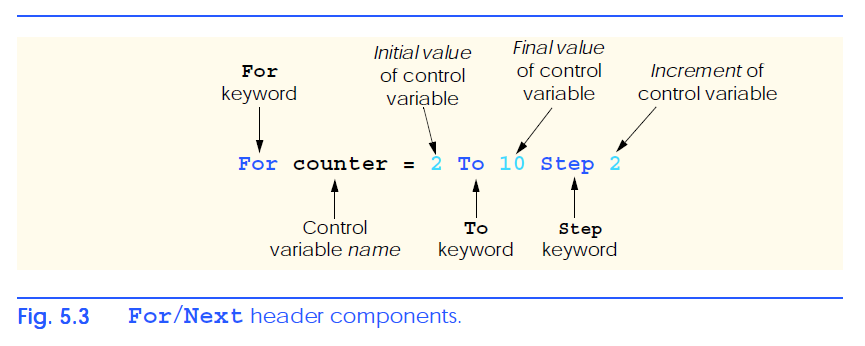 For
keyword
Initial value
of control
variable
Final value
of control
variable
Increment of
control variable
For counter = 2 To 10 Step 2
Control
variable name
To
keyword
Step
keyword
Fig. 5.3 For/Next header components.